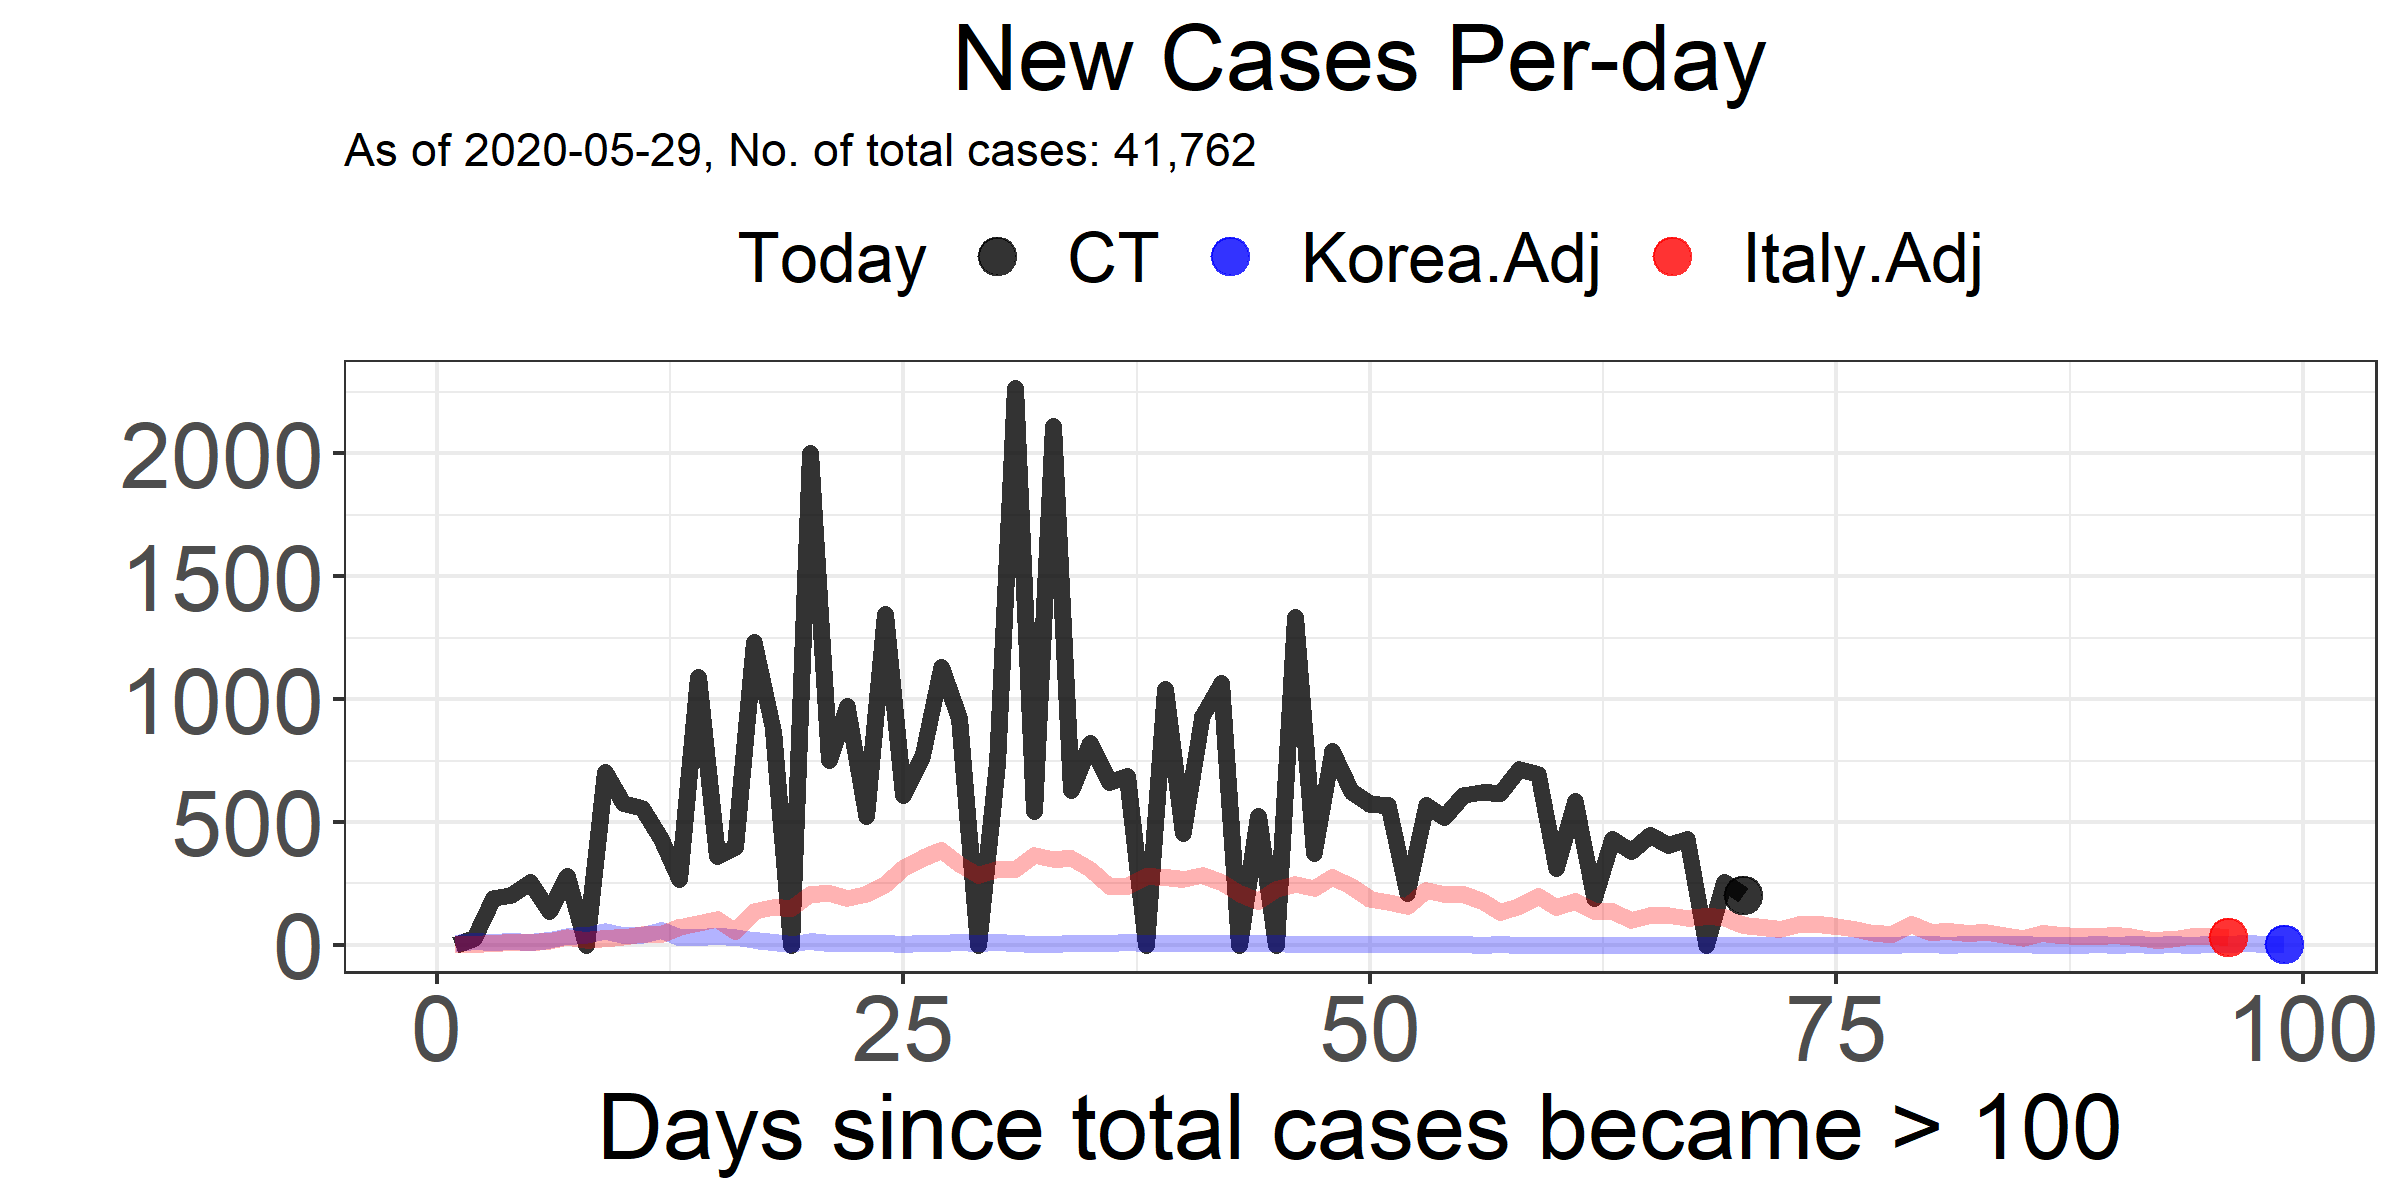 New Cases Per-day
As of 2020-05-29, No. of total cases: 41,762
Today CT Korea.Adj Italy.Adj
2000
1500
1000
500
0
0 25 50 75 100
Days since total cases became > 100